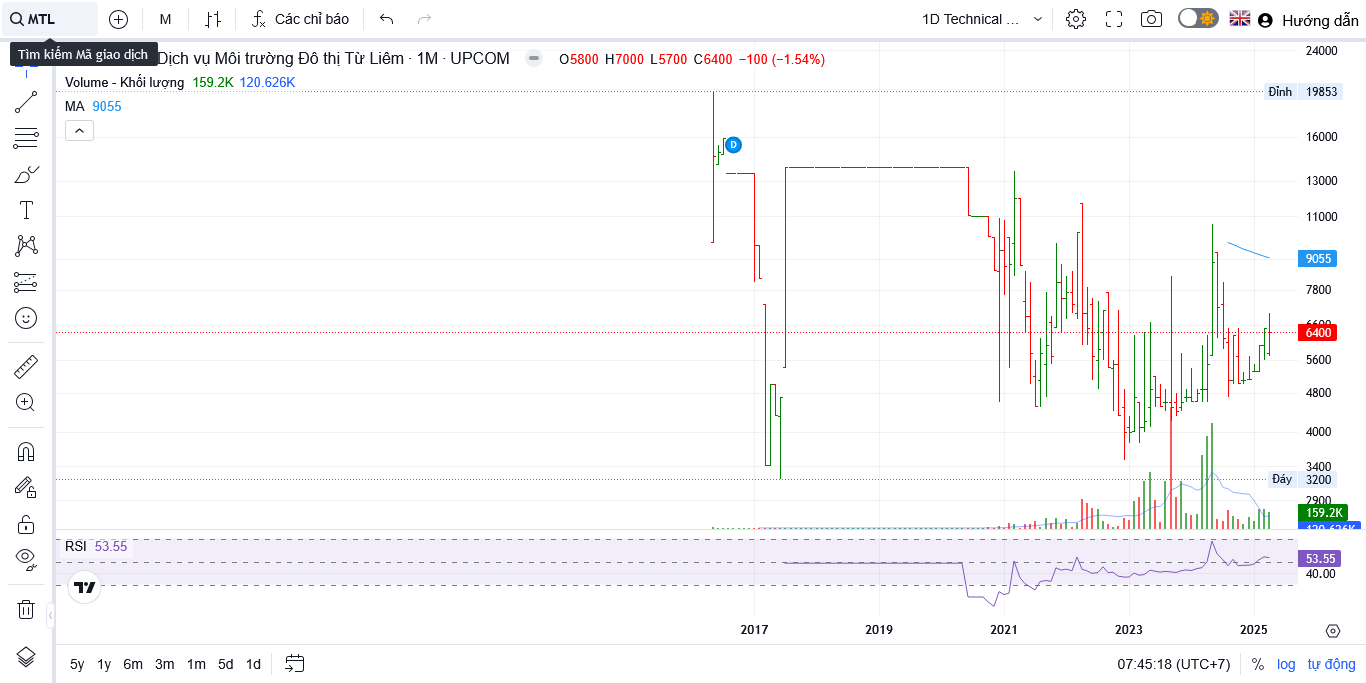 MTL M Các chỉ báo 1D Technical ... Hướng dẫn
Tìm kiếm Mã giao dịch
Dịch vụ Môi trường Đô thị Từ Liêm · 1M · UPCOM O5800 H7000 L5700 C6400 −100 (−1.54%)
Volume - Khối lượng 159.2K 120.626K
MA 9055
D
24000
Đỉnh 19853
16000
13000
11000
9055
7800
6600
6400
5600
4800
4000
3400
Đáy 3200
2900
159.2K
120.626K
RSI 53.55
53.55
40.00
2017 2019 2021 2023 2025
5y 1y 6m 3m 1m 5d 1d 07:45:18 (UTC+7) % log tự động